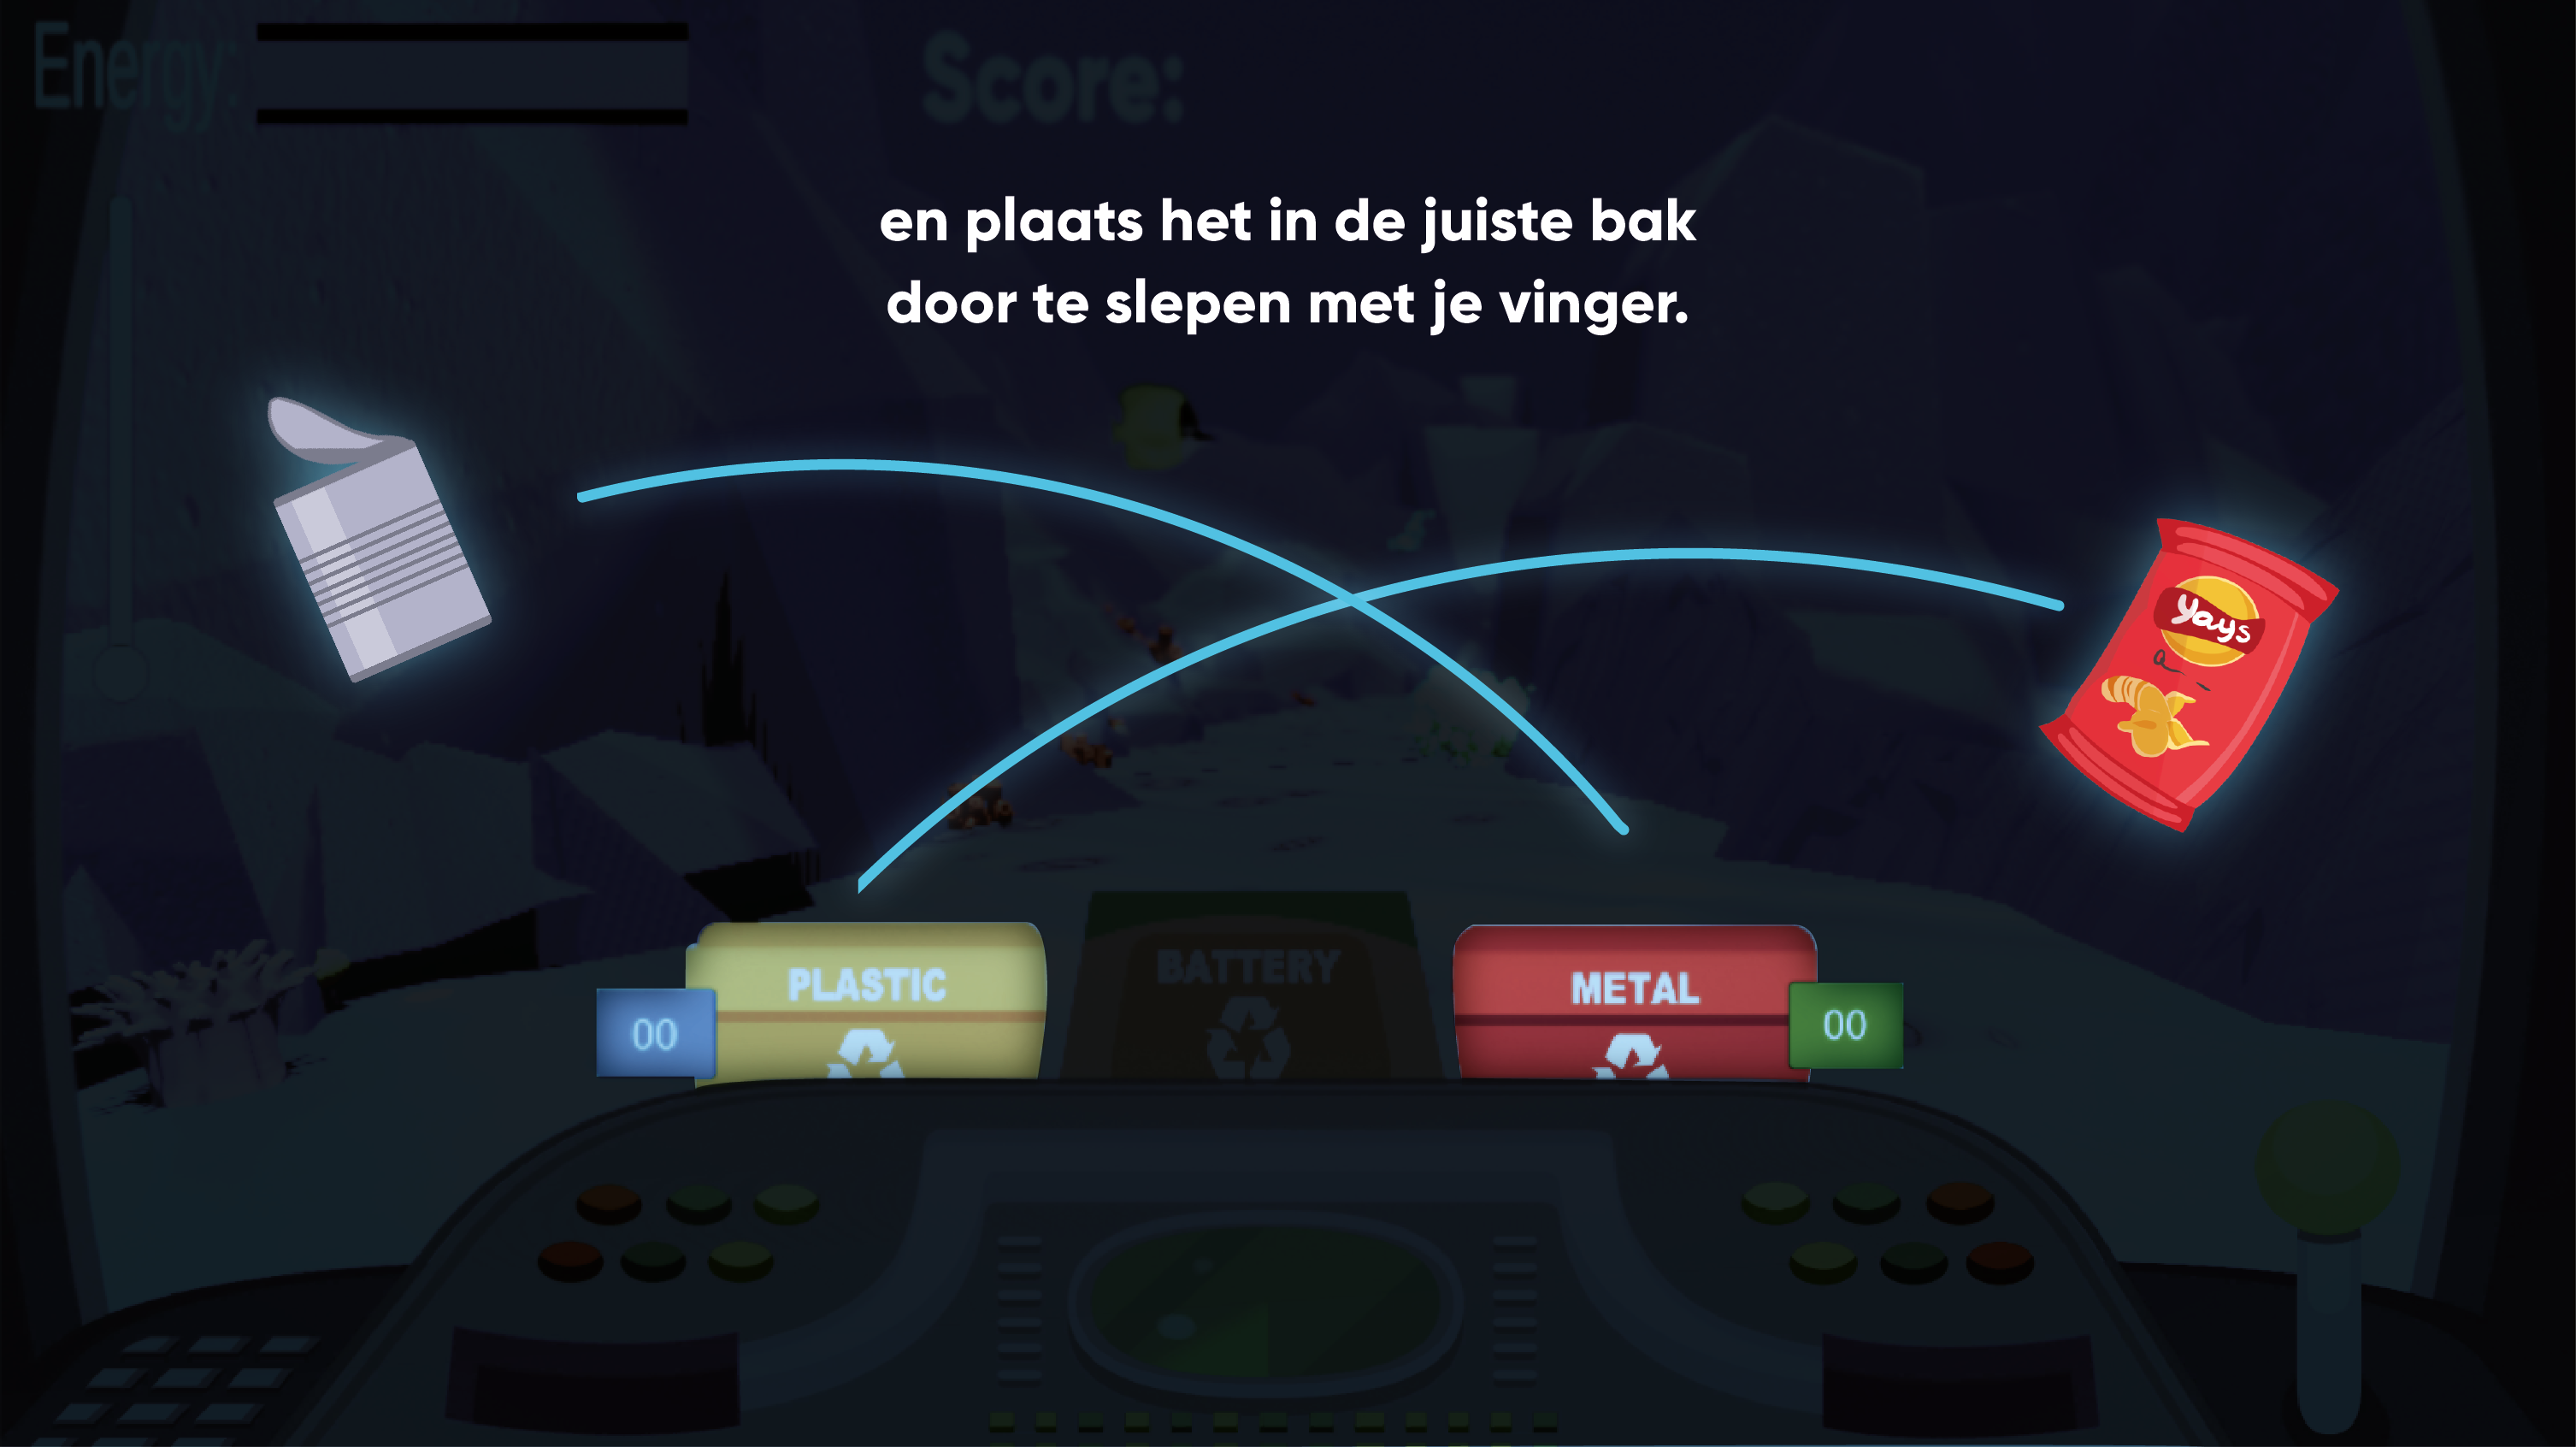 Energy:
Score:
en plaats het in de juiste bak
door te slepen met je vinger.
Yays
PLASTIC
BATTERY
METAL
00
00